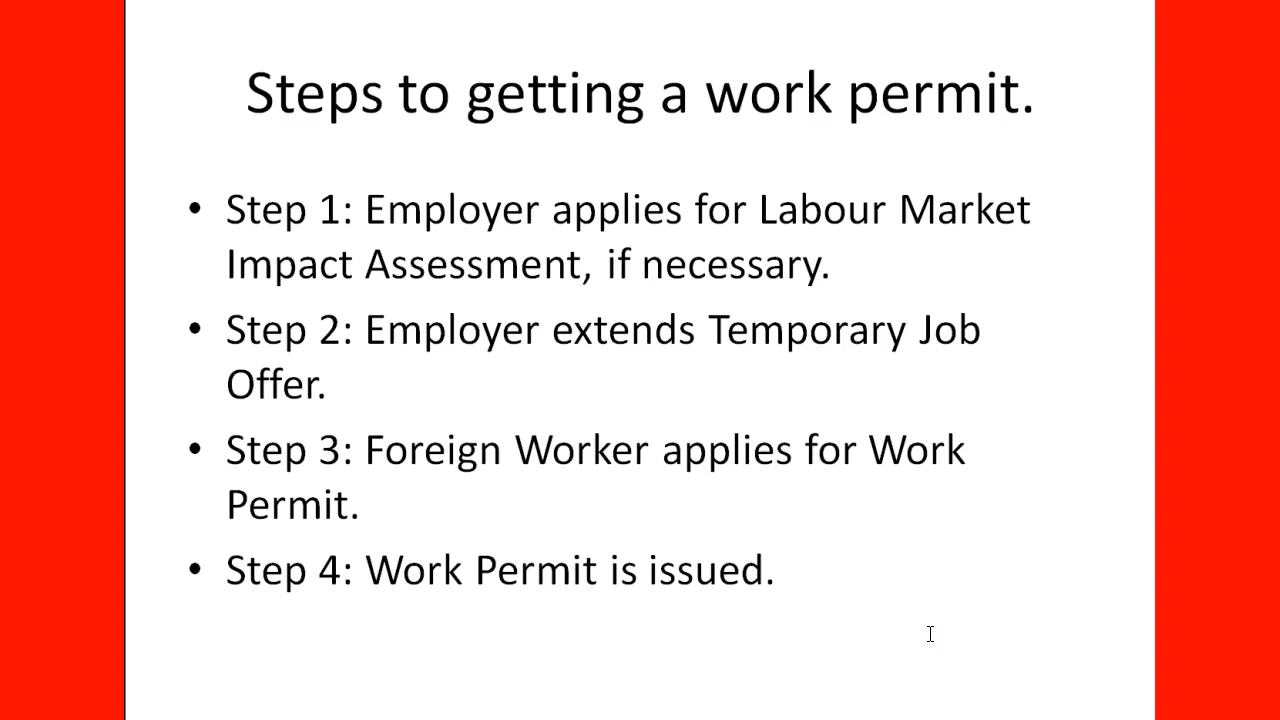 Steps to getting a work permit.
• Step 1: Employer applies for Labour Market
Impact Assessment, if necessary.
• Step 2: Employer extends Temporary Job
Offer.
• Step 3: Foreign Worker applies for Work
Permit.
• Step 4: Work Permit is issued.